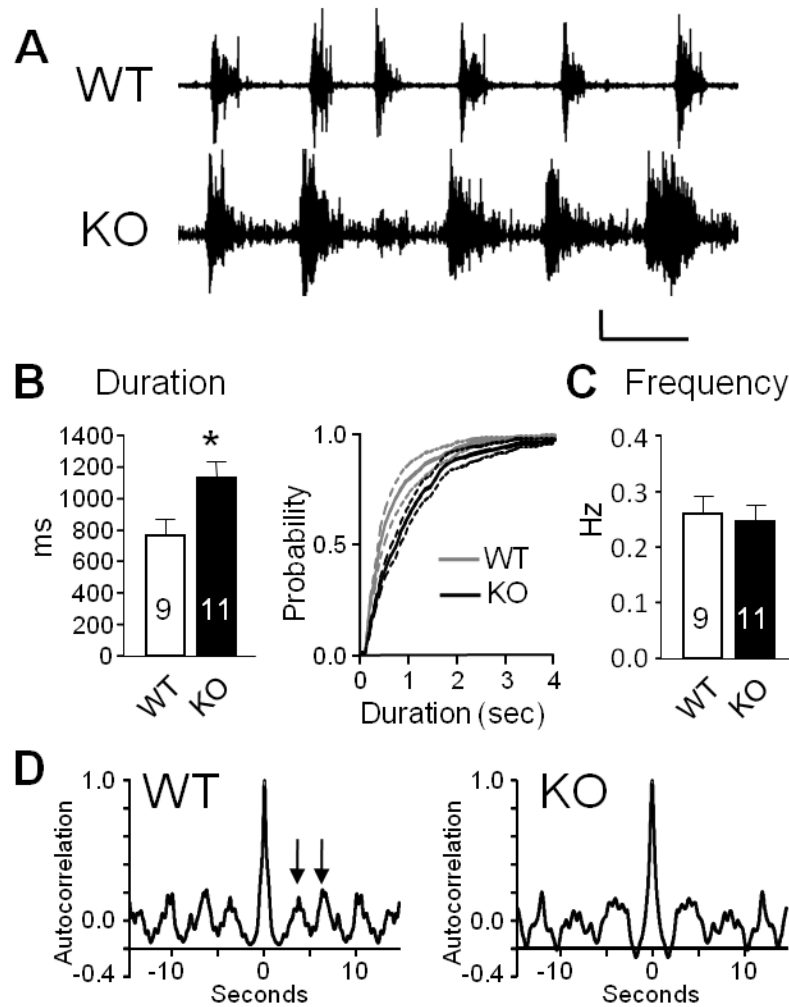 A
WT
KO
B Duration
1400
1200
1000
800
600
400
200
0
ms
*
9
11
WT
KO
1.0
0.5
0.0
Probability
WT
KO
0 1 2 3 4
Duration (sec)
C Frequency
0.4
0.3
0.2
0.1
0.0
Hz
9
11
WT
KO
D
WT
1.0
0.0
-0.4
Autocorrelation
-10 0 10
Seconds
KO
1.0
0.0
-0.4
Autocorrelation
-10 0 10
Seconds